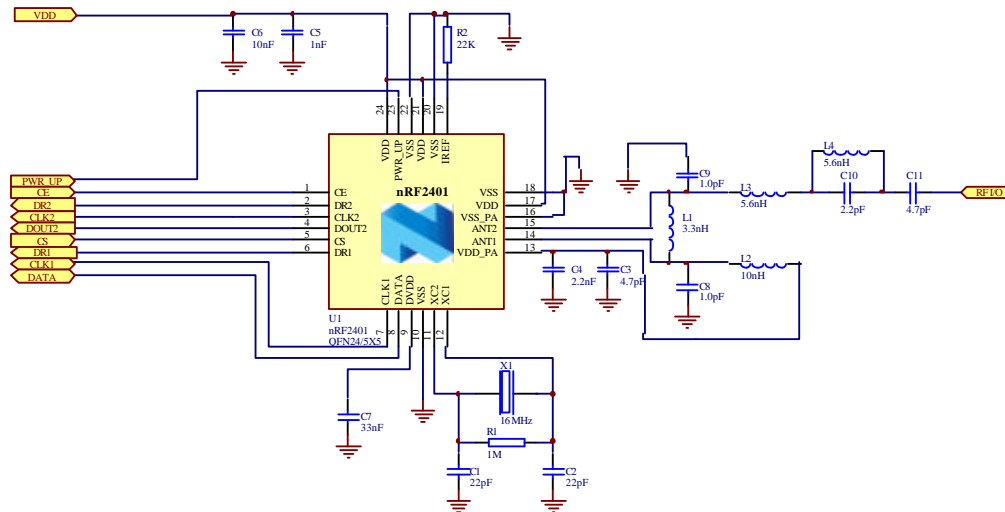 VDD
C6
10nF
C5
1nF
R2
22K
24
23
22
21
20
19
VDD
PWR_UP
VSS
VDD
VSS
IREF
nRF2401
PWR_UP
CE
DR2
CLK2
DOUT2
CS
DR1
CLK1
DATA
1
2
3
4
5
6
CE
DR2
CLK2
DOUT2
CS
DR1
VSS
VDD
VSS_PA
ANT2
ANT1
VDD_PA
18
17
16
15
14
13
CLK1
DATA
DVDD
VSS
XC2
XC1
7
8
9
10
11
12
U1
nRF2401
QFN24/5X5
C9
1.0pF
L4
5.6nH
L3
5.6nH
C10
2.2pF
C11
4.7pF
RFI/O
L1
3.3nH
L2
10nH
C4
2.2nF
C3
4.7pF
C8
1.0pF
C7
33nF
X1
16MHz
R1
1M
C1
22pF
C2
22pF